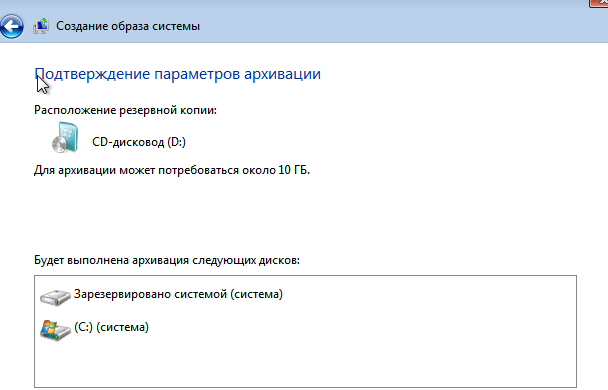 Создание образа системы
Подтверждение параметров архивации
Расположение резервной копии:
CD-дисковод (D:)
Для архивации может потребоваться около 10 ГБ.
Будет выполнена архивация следующих дисков:
Зарезервировано системой (система)
(C:) (система)